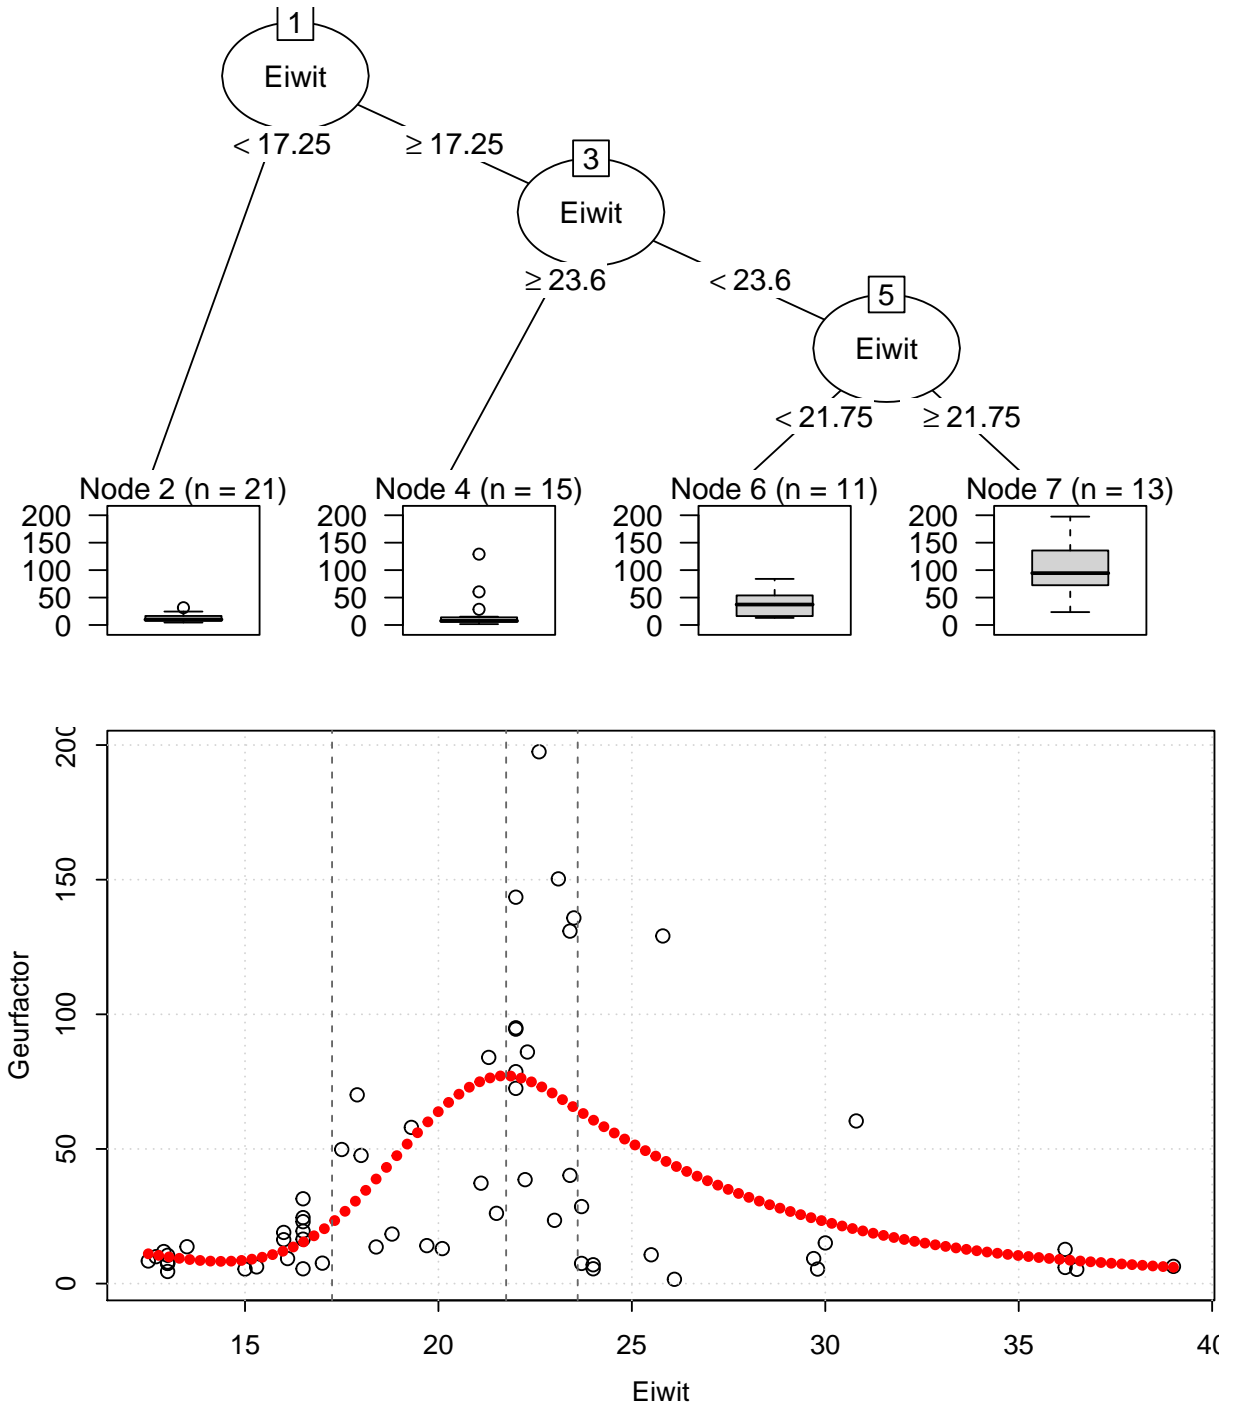 1
Eiwit
< 17.25 ≥ 17.25
3
Eiwit
≥ 23.6 < 23.6
5
Eiwit
< 21.75 ≥ 21.75
Node 2 (n = 21) Node 4 (n = 15) Node 6 (n = 11) Node 7 (n = 13)
200 200 200 200
150 150 150 150
100 100 100 100
50 50 50 50
0 0 0 0
200
150
100
50
0
Geurfactor
15 20 25 30 35 40
Eiwit